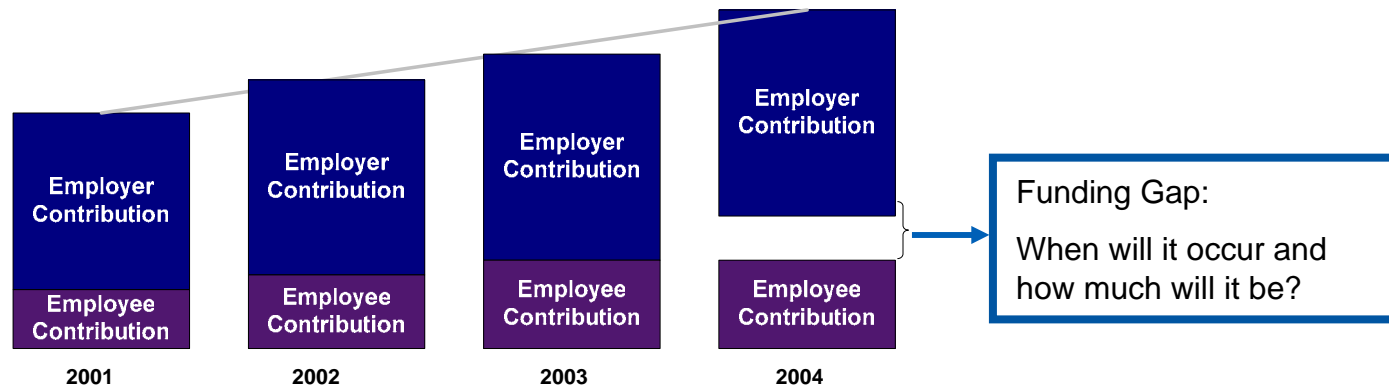 Employer
Contribution
Employee
Contribution
2001
Employer
Contribution
Employee
Contribution
2002
Employer
Contribution
Employee
Contribution
2003
Employer
Contribution
Employee
Contribution
2004
Funding Gap:
When will it occur and
how much will it be?